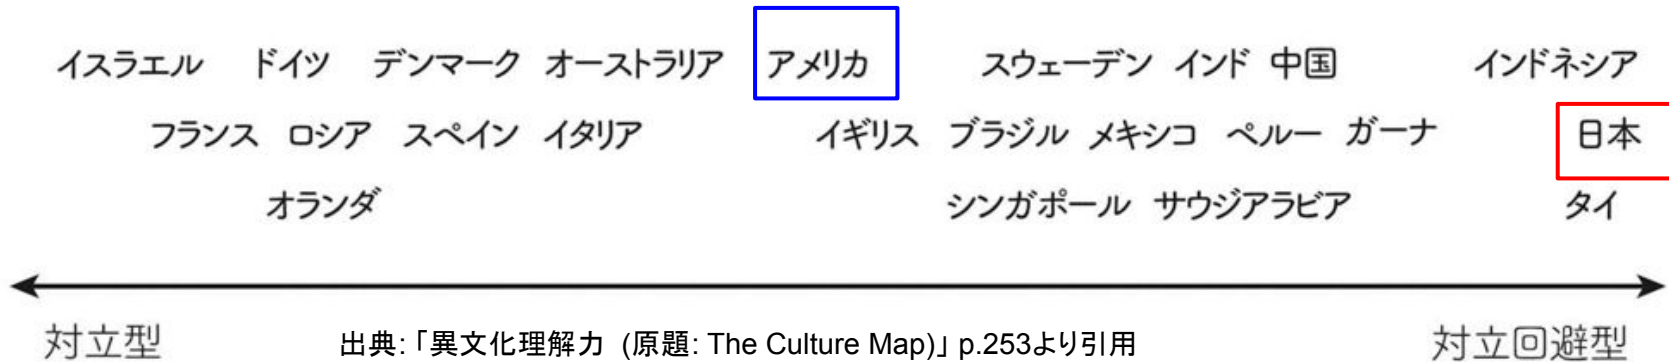 イスラエル ドイツ デンマーク オーストラリア アメリカ スウェーデン インド 中国 インドネシア
フランス ロシア スペイン イタリア イギリス ブラジル メキシコ ペルー ガーナ 日本
オランダ シンガポール サウジアラビア タイ
対立型 出典:「異文化理解力 (原題: The Culture Map)」 p.253より引用 対立回避型